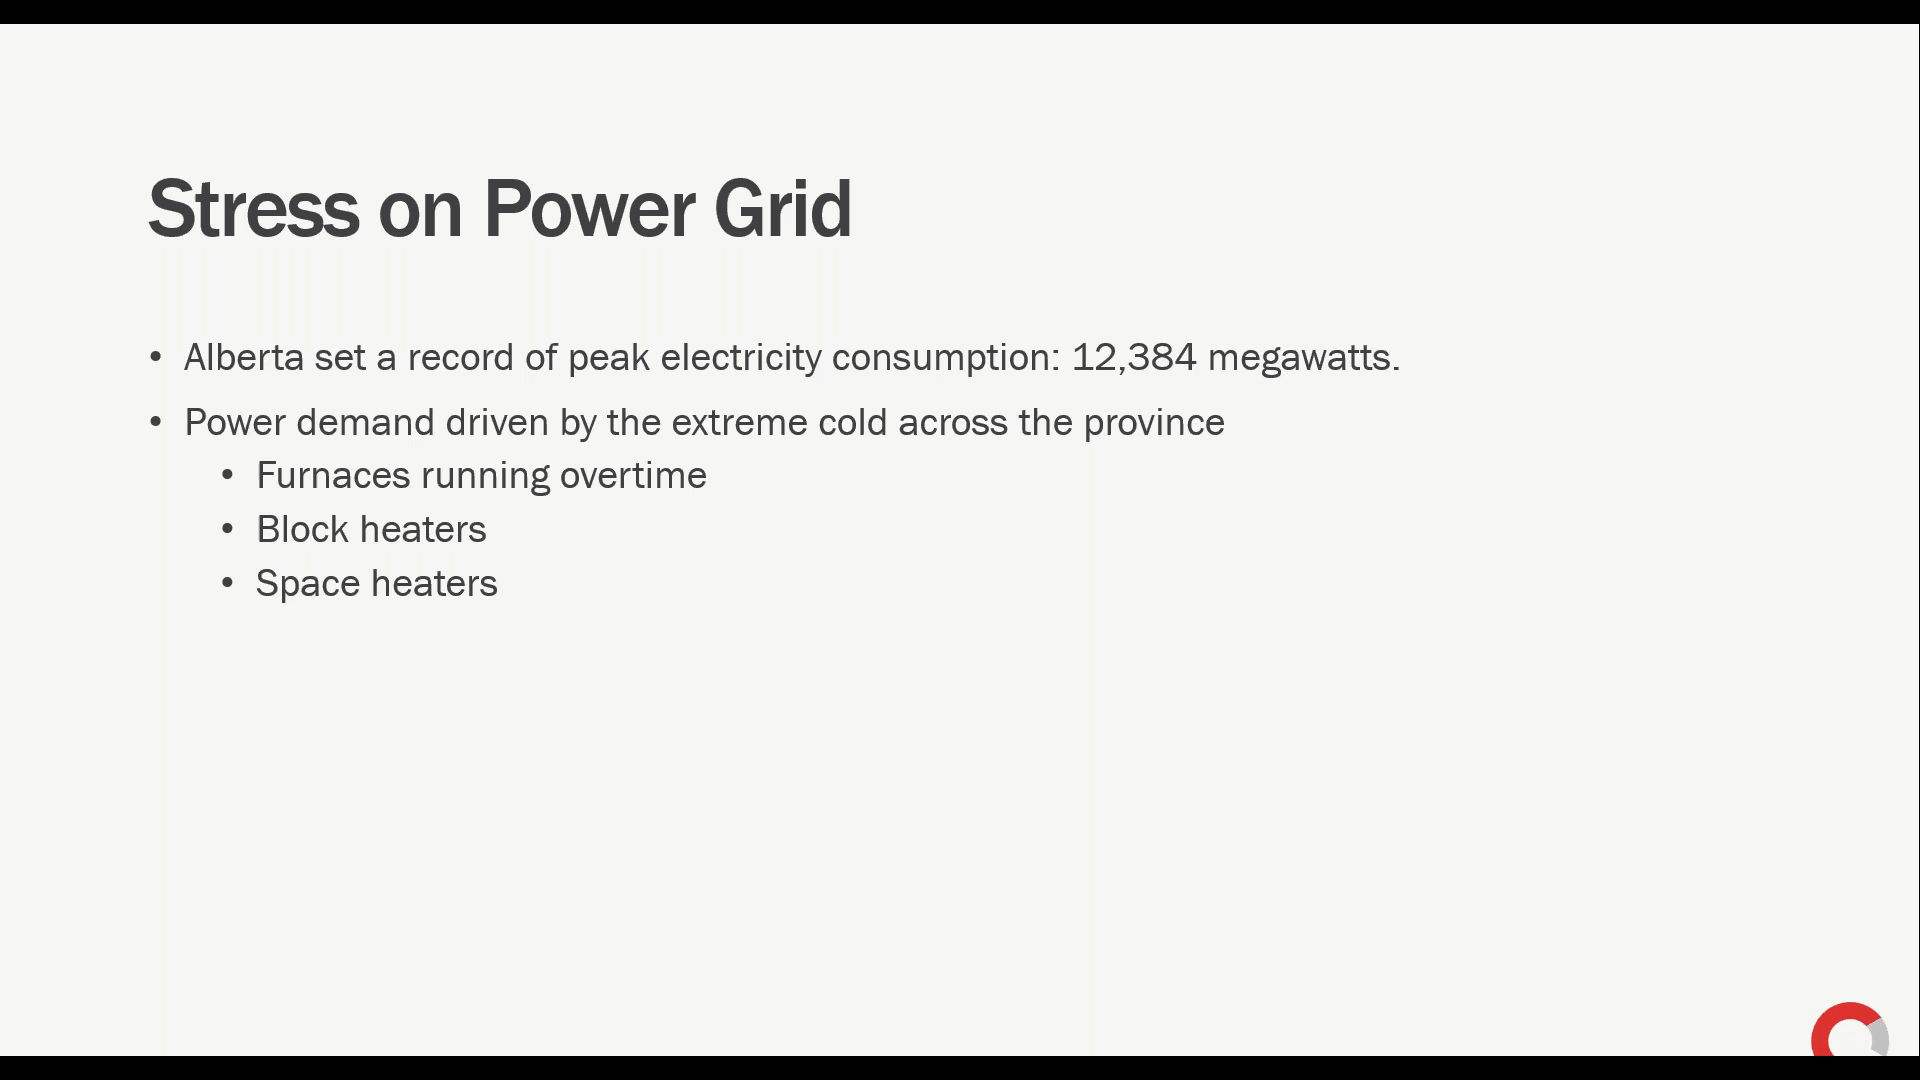 Stress on Power Grid
• Alberta set a record of peak electricity consumption: 12,384 megawatts.
• Power demand driven by the extreme cold across the province
• Furnaces running overtime
• Block heaters
• Space heaters